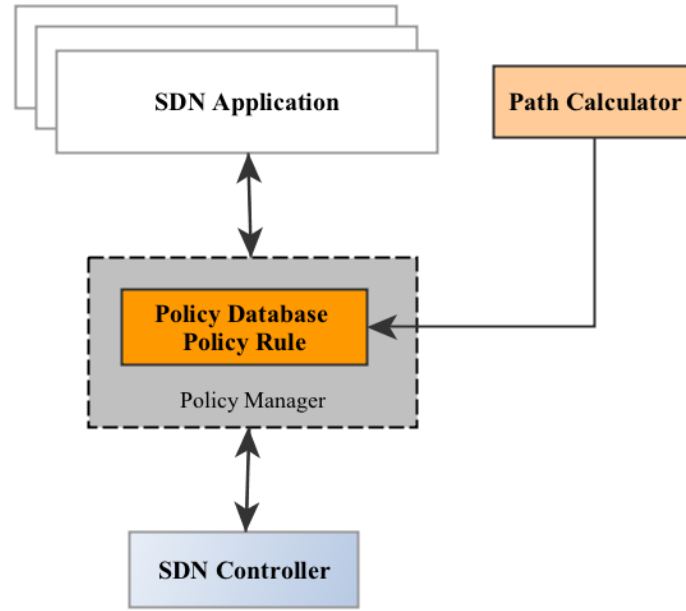 SDN Application
Path Calculator
Policy Database
Policy Rule
Policy Manager
SDN Controller